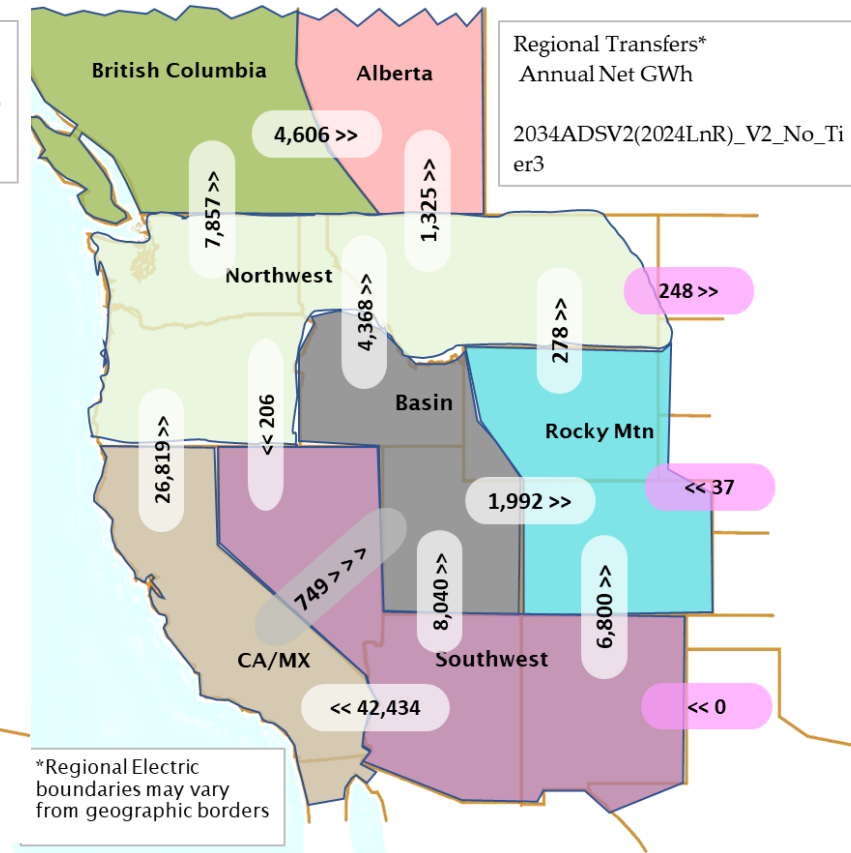 Regional Transfers*
Annual Net GWh
2034ADSV2(2024LnR)_V2_No_Ti
er3
British Columbia
Alberta
4,606 >>
7,857 >>
1,325 >>
Northwest
4,368 >>
278 >>
248 >>
Basin
<< 206
26,819 >>
Rocky Mtn
<< 37
1,992 >>
749 > > >
8,040 >>
6,800 >>
CA/MX
Southwest
<< 42,434
<< 0
*Regional Electric
boundaries may vary
from geographic borders